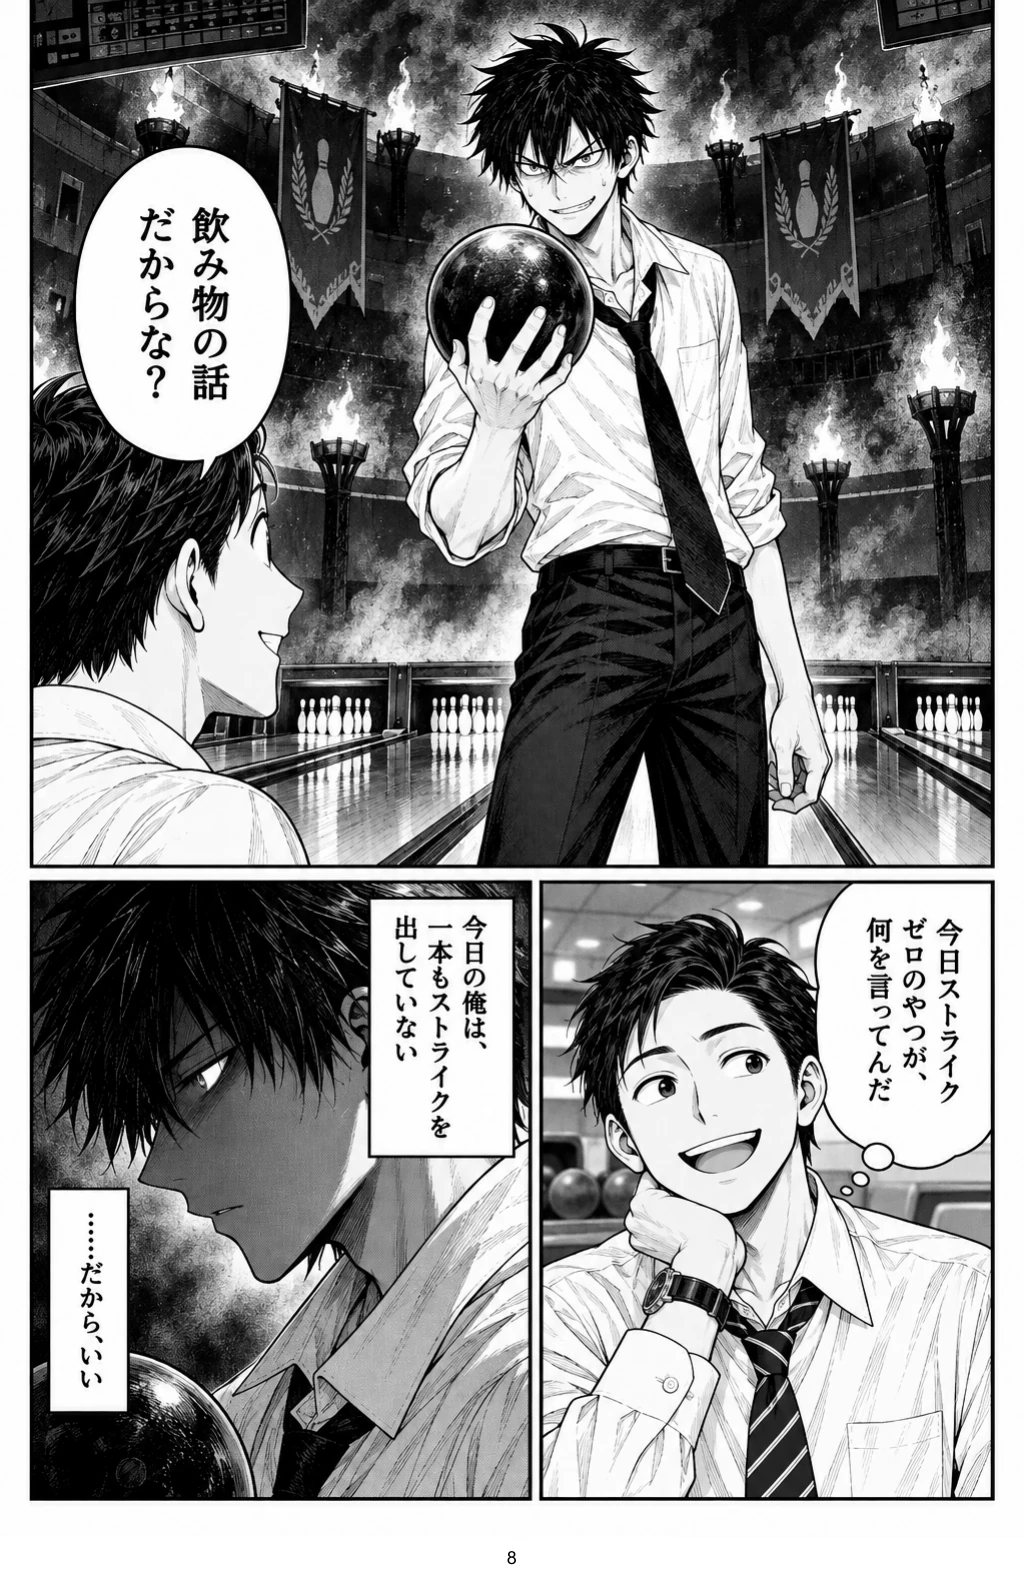 飲み物の話
だからな？
今日ストライク
ゼロのやつが、
何を言ってんだ
今日の俺は、
一本もストライクを
出していない
……だから、いい
8